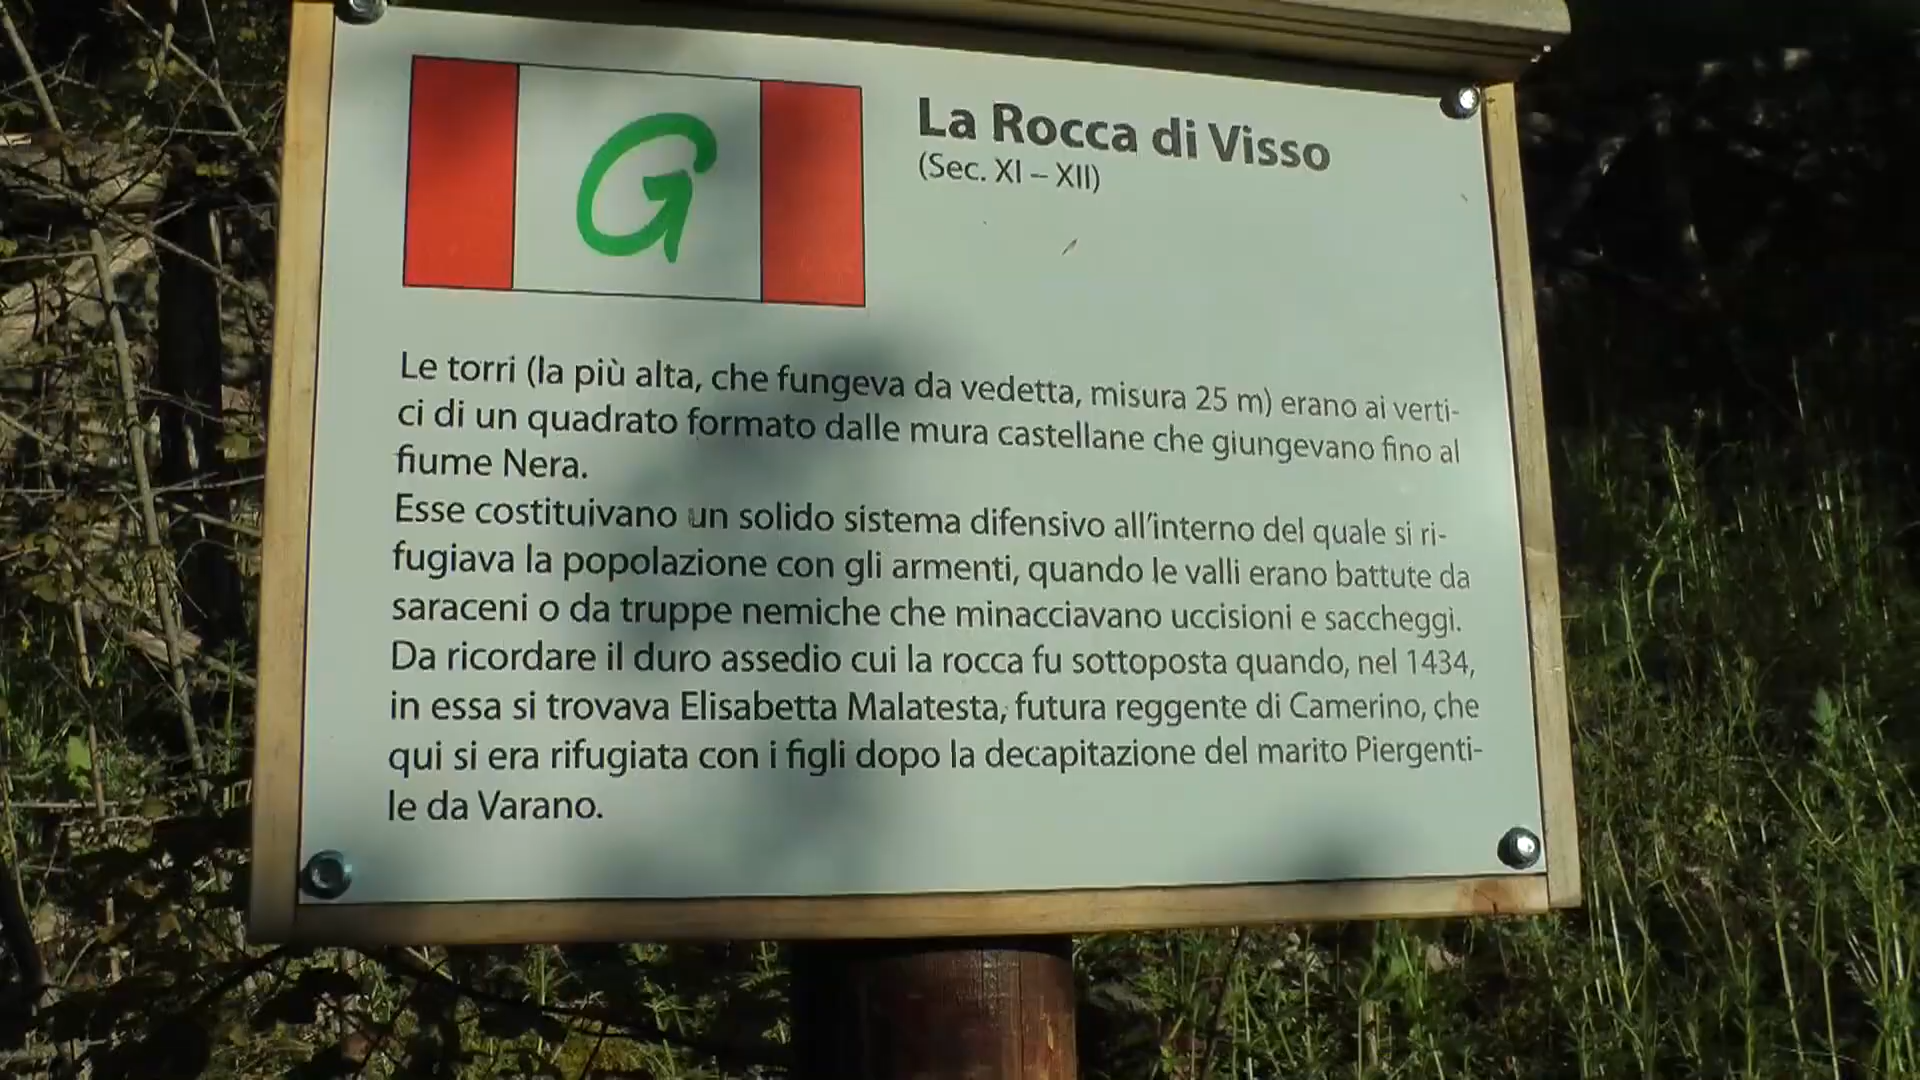 G
La Rocca di Visso
(Sec. XI – XII)
Le torri (la più alta, che fungeva da vedetta, misura 25 m) erano ai verti-
ci di un quadrato formato dalle mura castellane che giungevano fino al
fiume Nera.
Esse costituivano un solido sistema difensivo all'interno del quale si ri-
fugiava la popolazione con gli armenti, quando le valli erano battute da
saraceni o da truppe nemiche che minacciavano uccisioni e saccheggi.
Da ricordare il duro assedio cui la rocca fu sottoposta quando, nel 1434,
in essa si trovava Elisabetta Malatesta, futura reggente di Camerino, che
qui si era rifugiata con i figli dopo la decapitazione del marito Piergenti-
le da Varano.